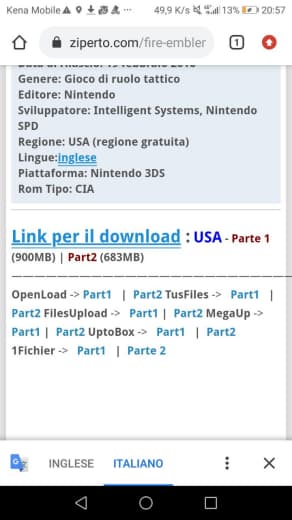 Kena Mobile 9 ... 49,9 K/s 13% 20:57
ziperto.com/fire-embler 1
Data di rilascio: 19 febbraio 2016
Genere: Gioco di ruolo tattico
Editore: Nintendo
Sviluppatore: Intelligent Systems, Nintendo
SPD
Regione: USA (regione gratuita)
Lingue:inglese
Piattaforma: Nintendo 3DS
Rom Tipo: CIA
Link per il download : USA - Parte 1
(900MB) | Part2 (683MB)
OpenLoad -> Part1 | Part2 TusFiles -> Part1 |
Part2 FilesUpload -> Part1 | Part2 MegaUp ->
Part1 | Part2 UptoBox -> Part1 | Part2
1Fichier -> Part1 | Parte 2
INGLESE ITALIANO